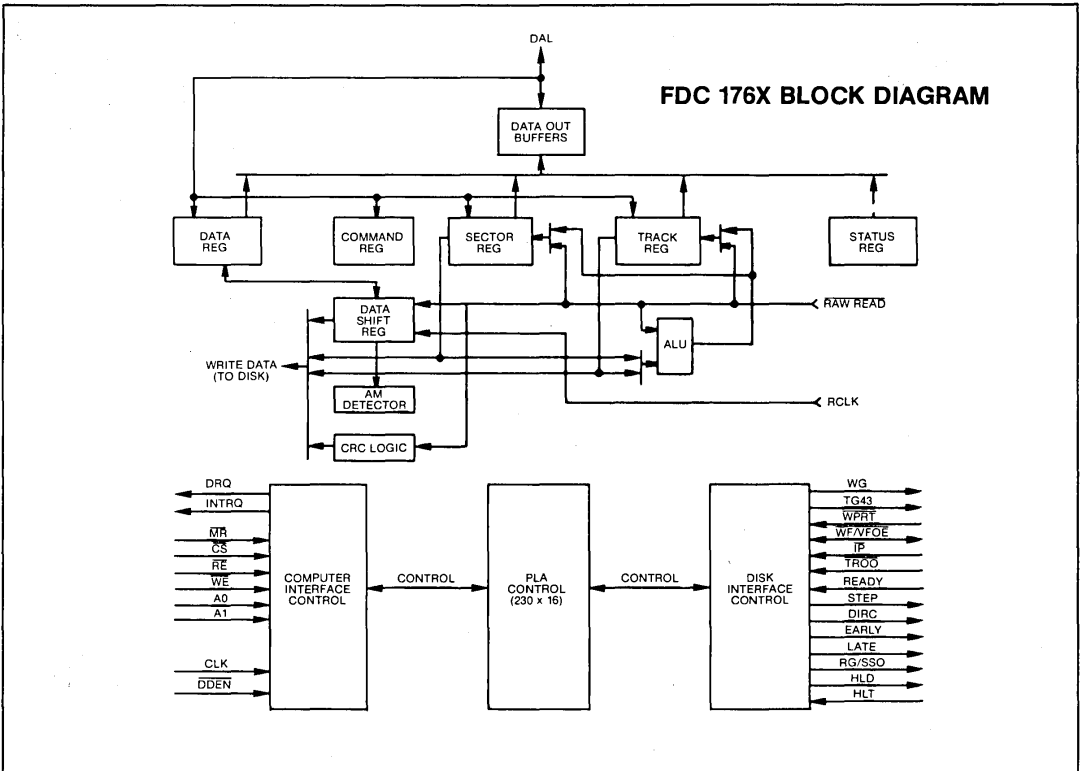 DAL
FDC 176X BLOCK DIAGRAM
DATA OUT
BUFFERS
DATA
REG
COMMAND
REG
SECTOR
REG
TRACK
REG
STATUS
REG
DATA
SHIFT
REG
RAW READ
ALU
WRITE DATA
(TO DISK)
AM
DETECTOR
RCLK
CRC LOGIC
DRQ
INTRQ
MR
CS
RE
WE
A0
A1
CLK
DDEN
COMPUTER
INTERFACE
CONTROL
CONTROL
PLA
CONTROL
(230 x 16)
CONTROL
DISK
INTERFACE
CONTROL
WG
TG43
WPRT
WF/VFOE
IP
TROO
READY
STEP
DIRC
EARLY
LATE
RG/SSO
HLD
HLT